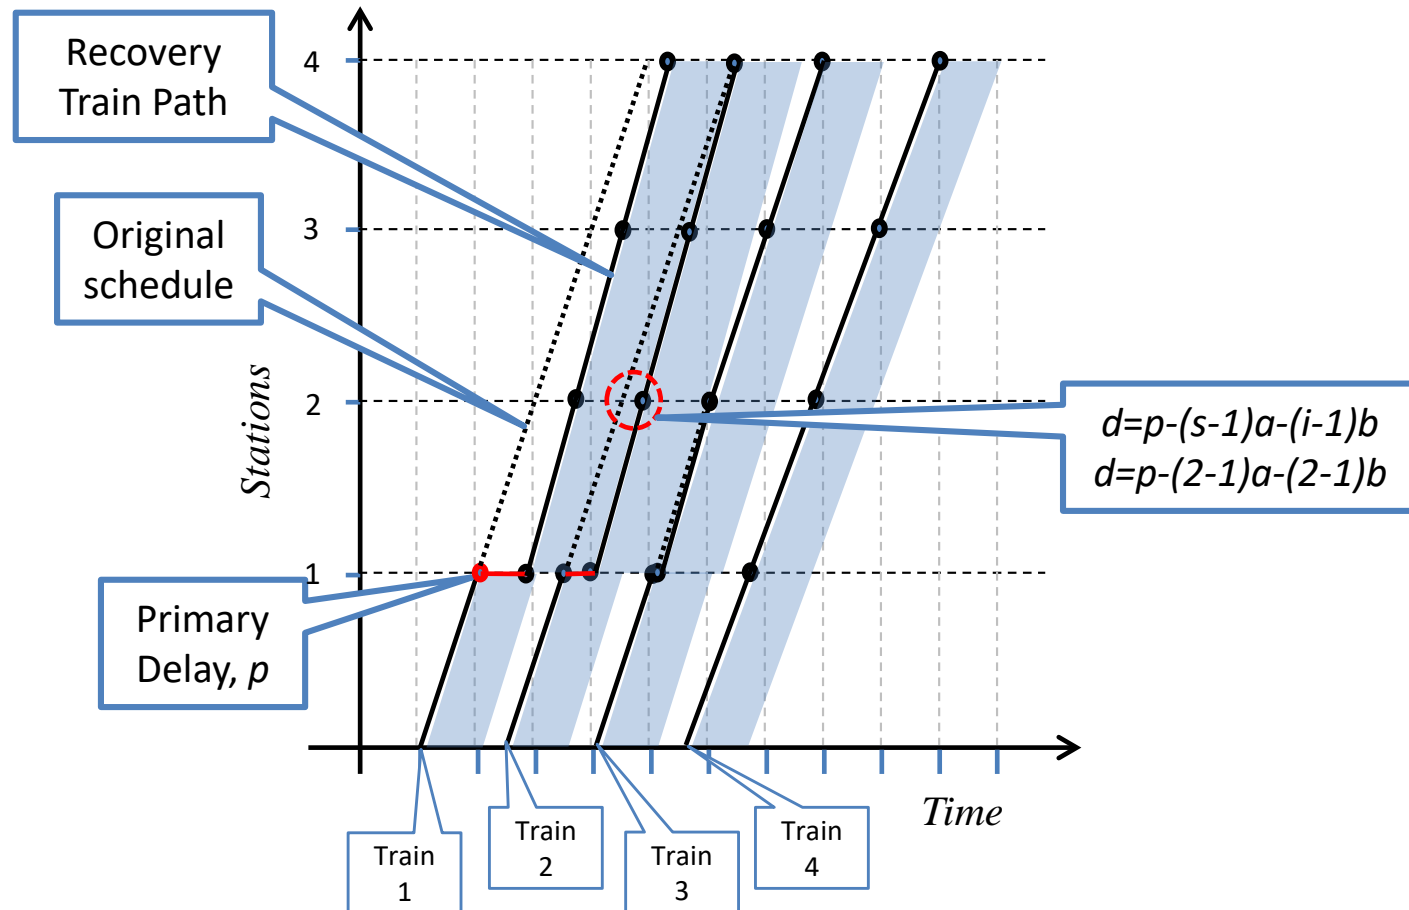 Recovery
Train Path
Original
schedule
Primary
Delay, p
4
3
2
1
Stations
d=p-(s-1)a-(i-1)b
d=p-(2-1)a-(2-1)b
Time
Train
1
Train
2
Train
3
Train
4